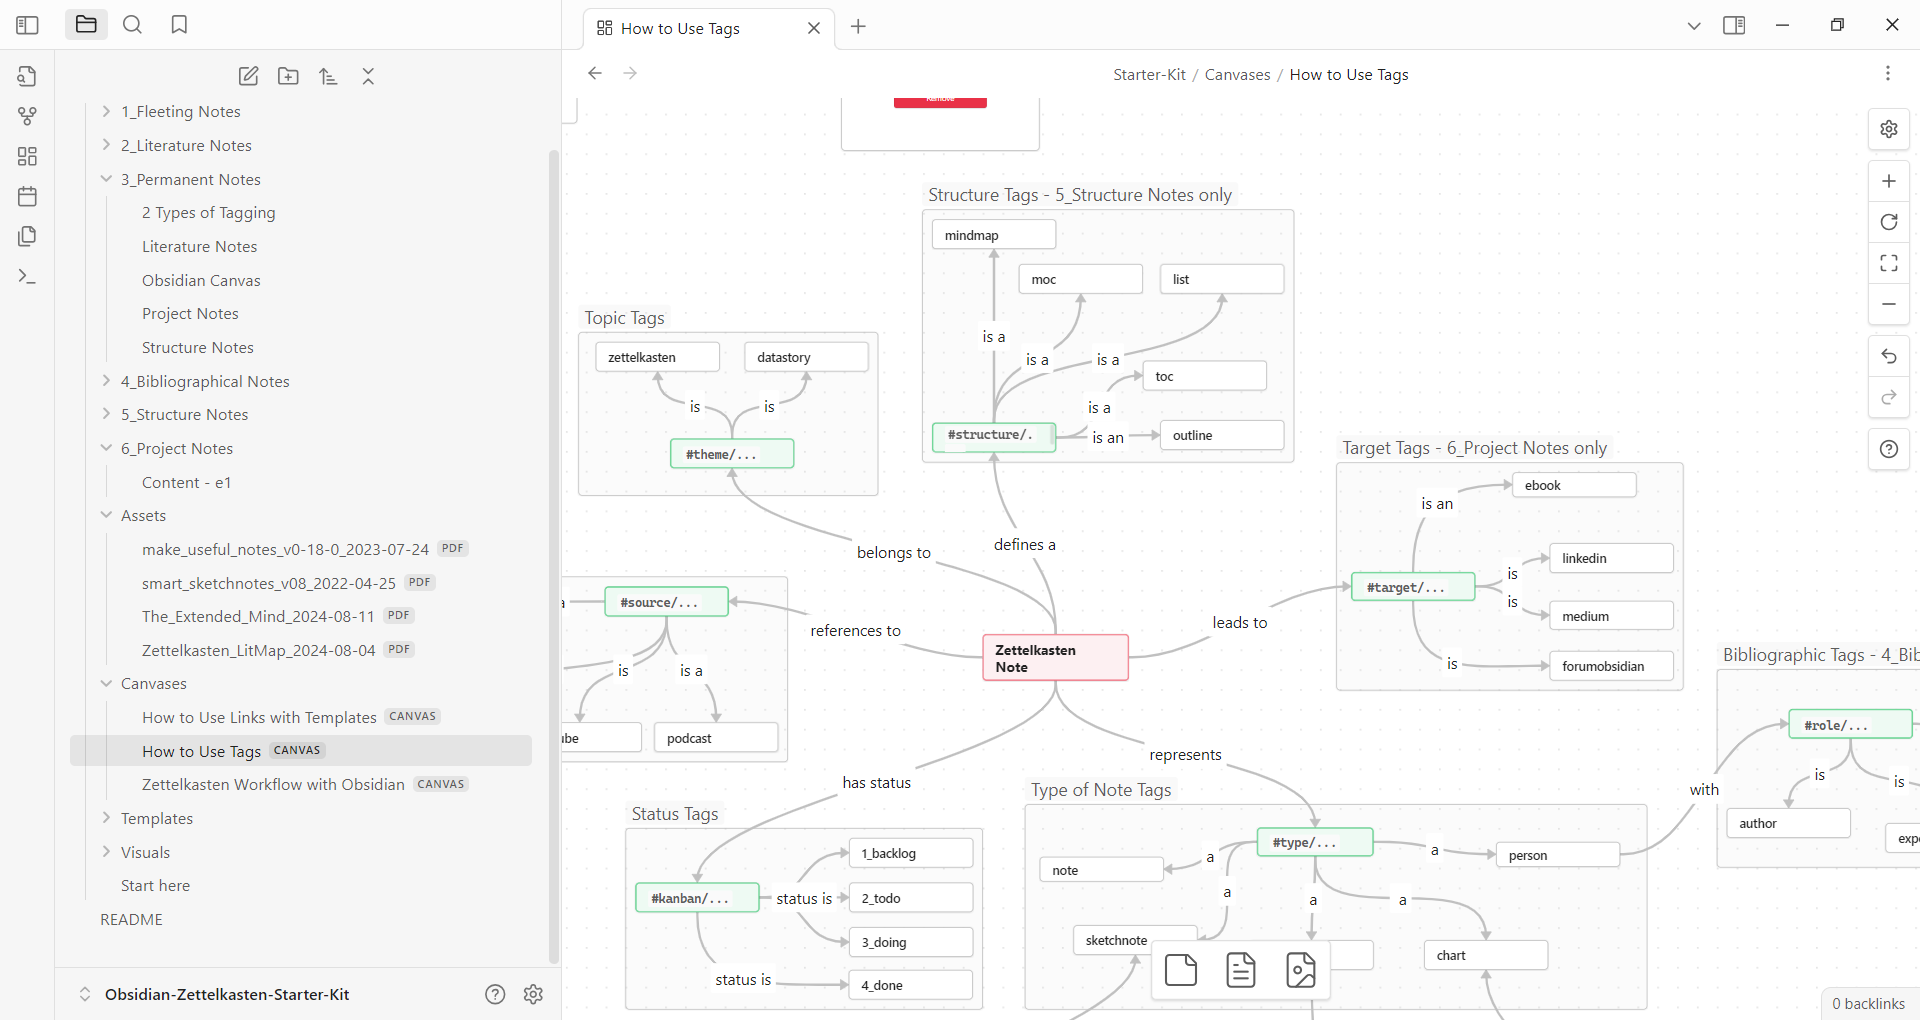 How to Use Tags
Starter-Kit / Canvases / How to Use Tags
1_Fleeting Notes
2_Literature Notes
3_Permanent Notes
2 Types of Tagging
Literature Notes
Obsidian Canvas
Project Notes
Structure Notes
4_Bibliographical Notes
5_Structure Notes
6_Project Notes
Content - e1
Assets
make_useful_notes_v0-18-0_2023-07-24 PDF
smart_sketchnotes_v08_2022-04-25 PDF
The_Extended_Mind_2024-08-11 PDF
Zettelkasten_LitMap_2024-08-04 PDF
Canvases
How to Use Links with Templates CANVAS
How to Use Tags CANVAS
Zettelkasten Workflow with Obsidian CANVAS
Templates
Visuals
Start here
README
Obsidian-Zettelkasten-Starter-Kit
Remove
Structure Tags - 5_Structure Notes only
mindmap
moc
list
is a
is a
is a
toc
is a
#structure/.
is an
outline
Topic Tags
zettelkasten
datastory
is
is
#theme/...
belongs to
defines a
Target Tags - 6_Project Notes only
ebook
is an
linkedin
is
#target/...
is
medium
is
forumobsidian
leads to
a
#source/...
references to
is
is a
ube
podcast
Zettelkasten
Note
has status
represents
Status Tags
1_backlog
#kanban/...
status is
2_todo
3_doing
status is
4_done
Type of Note Tags
#type/...
a
note
a
person
a
a
a
sketchnote
chart
with
Bibliographic Tags - 4_Bib
#role/...
is
is
author
expe
0 backlinks